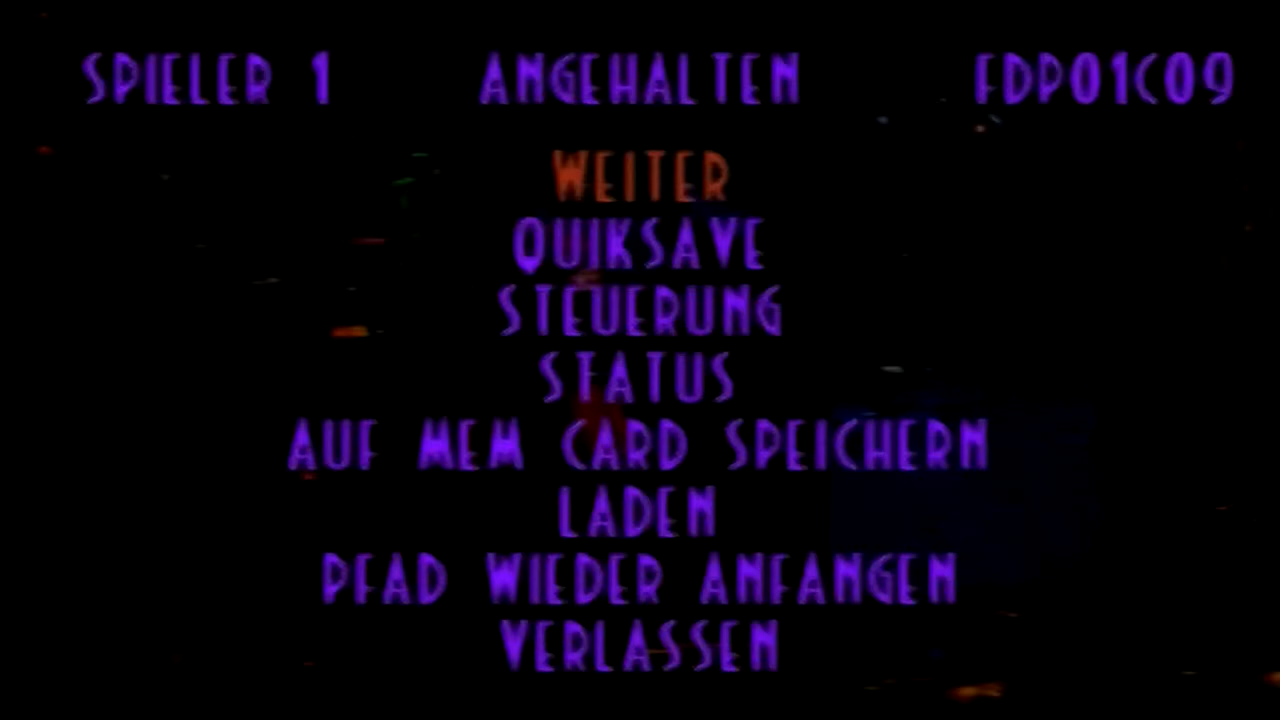 SPIELER 1 ANGEHALTEN FDP01C09
WEITER
QUIKSAVE
STEUERUNG
STATUS
AUF MEM CARD SPEICHERN
LADEN
PFAD WIEDER ANFANGEN
VERLASSEN